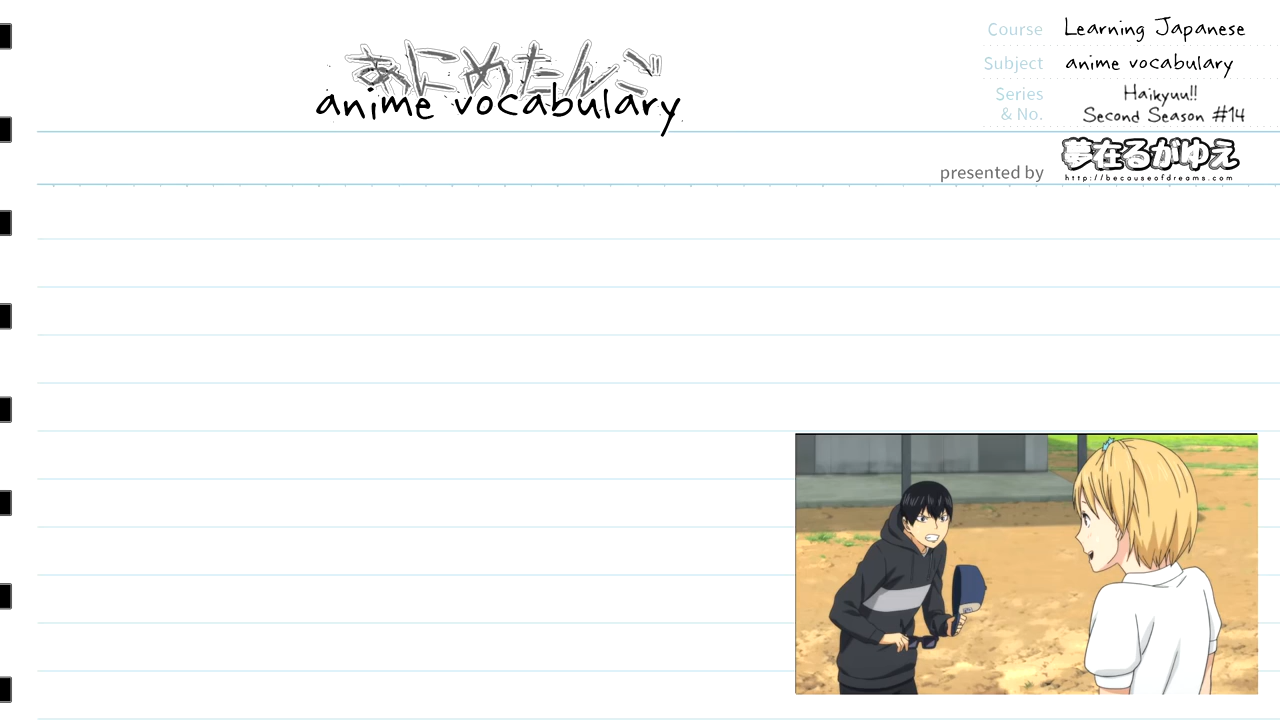 あにめたんご
anime vocabulary
Course Learning Japanese
Subject anime vocabulary
Series & No. Haikyuu!! Second Season #14
presented by 夢在るがゆえ
http://becauseofdreams.com